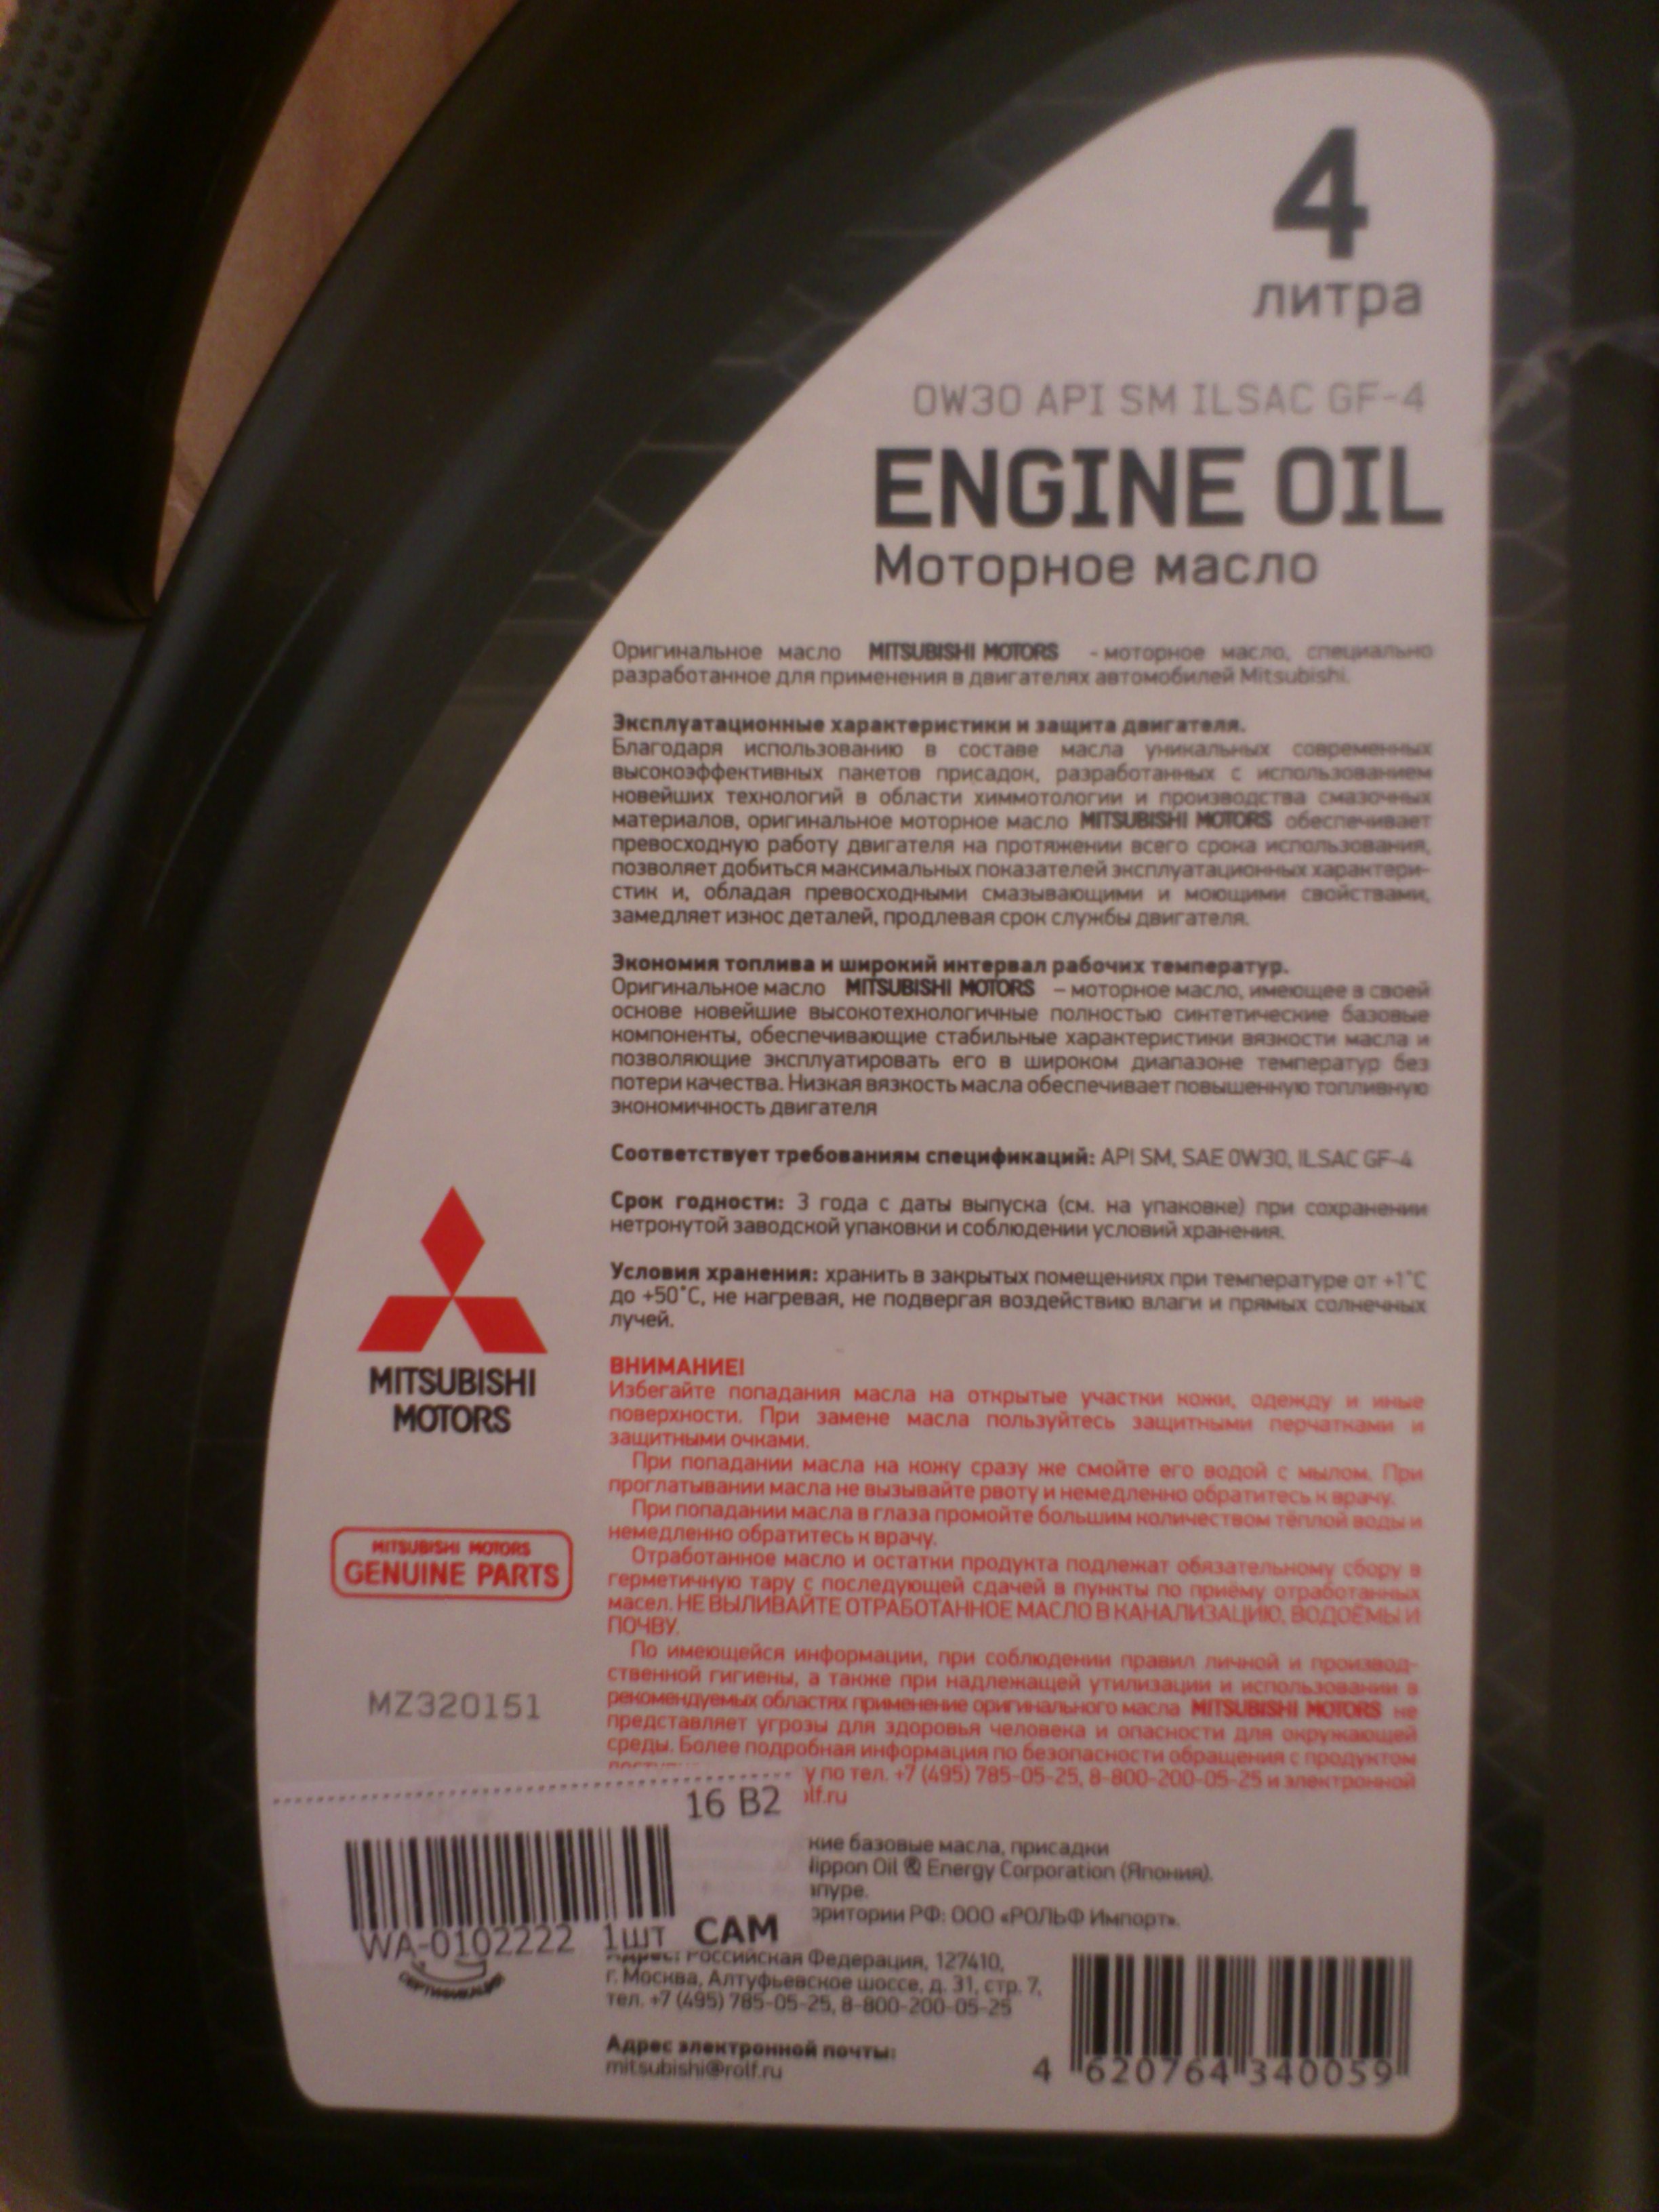 4
литра
0W30 API SM ILSAC GF-4
ENGINE OIL
Моторное масло
Оригинальное масло MITSUBISHI MOTORS - моторное масло, специально
разработанное для применения в двигателях автомобилей Mitsubishi.
Эксплуатационные характеристики и защита двигателя.
Благодаря использованию в составе масла уникальных современных
высокоэффективных пакетов присадок, разработанных с использованием
новейших технологий в области химмотологии и производства смазочных
материалов, оригинальное моторное масло MITSUBISHI MOTORS обеспечивает
превосходную работу двигателя на протяжении всего срока использования,
позволяет добиться максимальных показателей эксплуатационных характери-
стик и, обладая превосходными смазывающими и моющими свойствами,
замедляет износ деталей, продлевая срок службы двигателя.
Экономия топлива и широкий интервал рабочих температур.
Оригинальное масло MITSUBISHI MOTORS – моторное масло, имеющее в своей
основе новейшие высокотехнологичные полностью синтетические базовые
компоненты, обеспечивающие стабильные характеристики вязкости масла и
позволяющие эксплуатировать его в широком диапазоне температур без
потери качества. Низкая вязкость масла обеспечивает повышенную топливную
экономичность двигателя
Соответствует требованиям спецификаций: API SM, SAE 0W30, ILSAC GF-4
Срок годности: 3 года с даты выпуска (см. на упаковке) при сохранении
нетронутой заводской упаковки и соблюдении условий хранения.
Условия хранения: хранить в закрытых помещениях при температуре от +1˚C
до +50˚C, не нагревая, не подвергая воздействию влаги и прямых солнечных
лучей.
ВНИМАНИЕ!
Избегайте попадания масла на открытые участки кожи, одежду и иные
поверхности. При замене масла пользуйтесь защитными перчатками и
защитными очками.
При попадании масла на кожу сразу же смойте его водой с мылом. При
проглатывании масла не вызывайте рвоту и немедленно обратитесь к врачу.
При попадании масла в глаза промойте большим количеством тёплой воды и
немедленно обратитесь к врачу.
Отработанное масло и остатки продукта подлежат обязательному сбору в
герметичную тару с последующей сдачей в пункты по приёму отработанных
масел. НЕ ВЫЛИВАЙТЕ ОТРАБОТАННОЕ МАСЛО В КАНАЛИЗАЦИЮ, ВОДОЁМЫ И
ПОЧВУ.
По имеющейся информации, при соблюдении правил личной и производ-
ственной гигиены, а также при надлежащей утилизации и использовании в
рекомендуемых областях применение оригинального масла MITSUBISHI MOTORS не
представляет угрозы для здоровья человека и опасности для окружающей
среды. Более подробная информация по безопасности обращения с продуктом
у по тел. +7 (495) 785-05-25, 8-800-200-05-25 и электронной
lf.ru
кие базовые масла, присадки
ippon Oil & Energy Corporation (Япония).
апуре.
рритории РФ: ООО «РОЛЬФ Импорт».
Адрес: Российская Федерация, 127410,
г. Москва, Алтуфьевское шоссе, д. 31, стр. 7,
тел. +7 (495) 785-05-25, 8-800-200-05-25
Адрес электронной почты:
mitsubishi@rolf.ru
MITSUBISHI
MOTORS
MITSUBISHI MOTORS
GENUINE PARTS
MZ320151
16 B2
WA-0102222 1шт САМ
СЕРТИФИКАЦИЯ
4 620764 340059